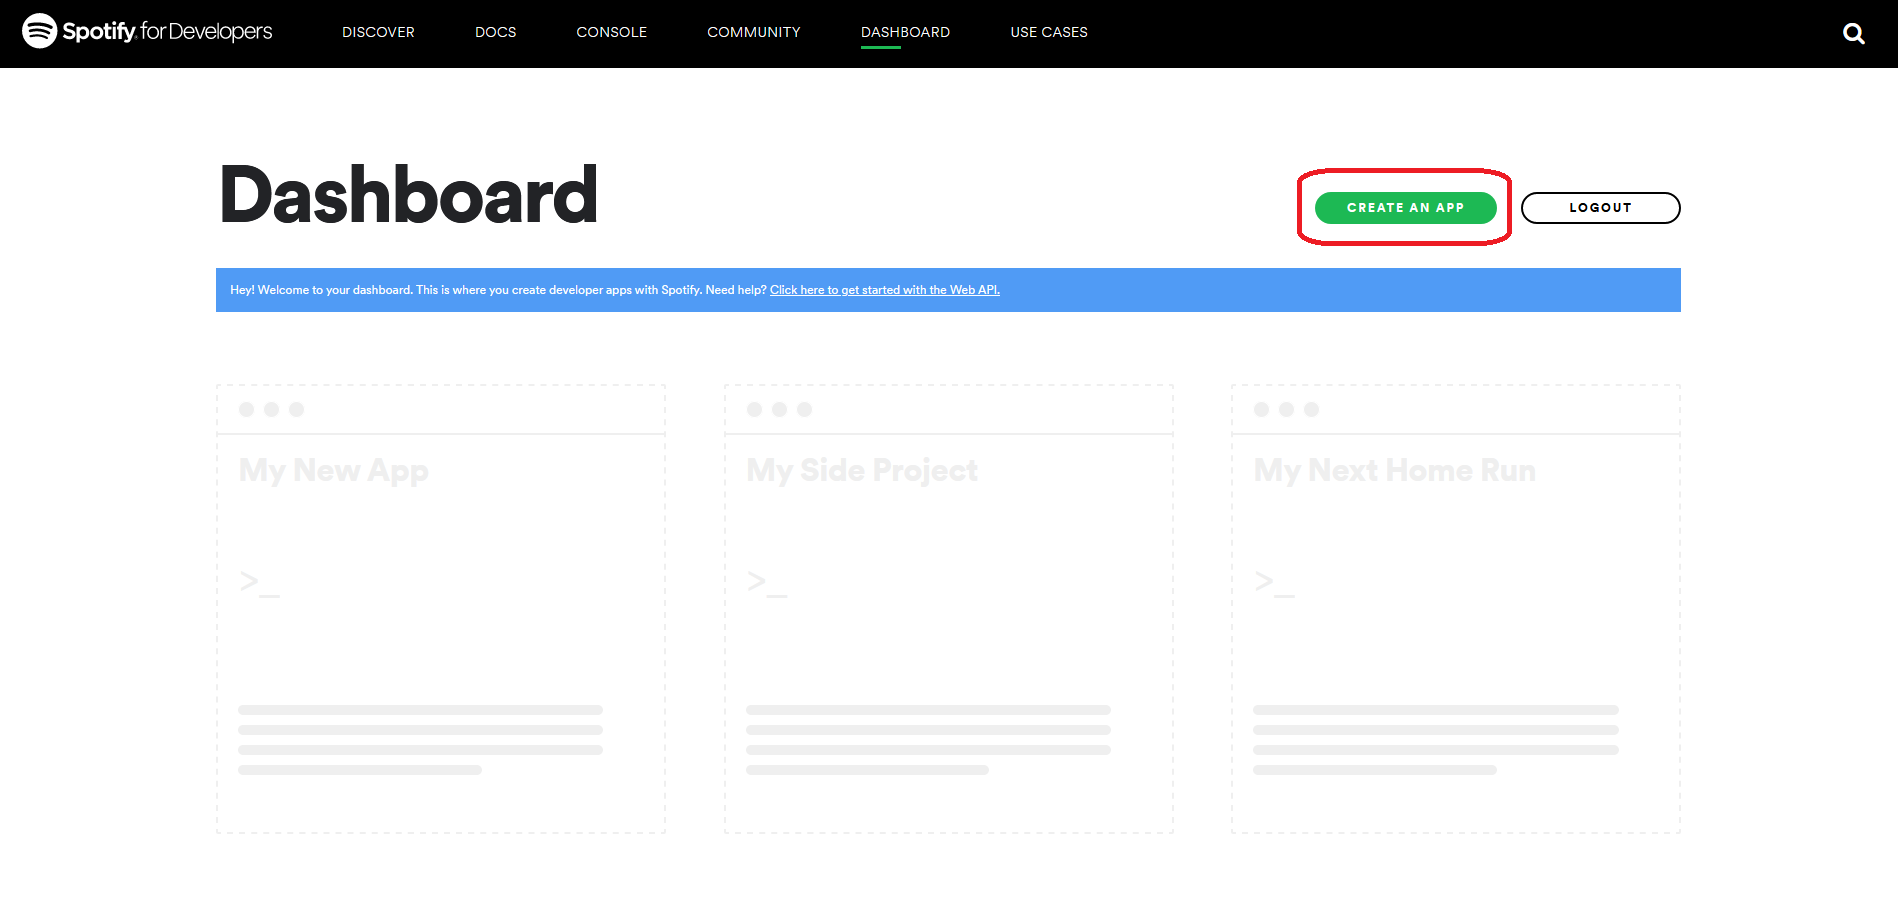 Spotify for Developers
DISCOVER
DOCS
CONSOLE
COMMUNITY
DASHBOARD
USE CASES
Dashboard
CREATE AN APP
LOGOUT
Hey! Welcome to your dashboard. This is where you create developer apps with Spotify. Need help? Click here to get started with the Web API.
My New App
>_
My Side Project
>_
My Next Home Run
>_